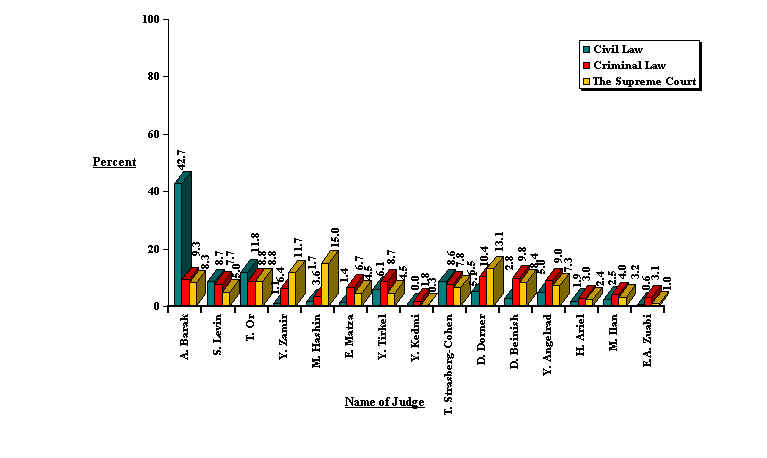 100
80
60
40
20
0
Percent
Civil Law
Criminal Law
The Supreme Court
42.7
9.3
8.3
8.7
7.7
5.0
11.8
8.8
8.8
1.1
6.4
11.7
1.7
3.6
15.0
1.4
6.7
4.5
6.1
8.7
4.5
0.0
1.8
0.3
8.6
7.8
6.5
10.4
13.1
2.8
9.8
8.4
5.0
9.0
7.3
1.9
3.0
2.4
2.5
4.0
3.2
0.6
3.1
1.0
A. Barak
S. Levin
T. Or
Y. Zamir
M. Hashin
E. Matza
Y. Tirkel
Y. Kedmi
T. Strasberg-Cohen
D. Dorner
D. Beinish
Y. Angelrad
H. Ariel
M. Ilan
E.A. Zuabi
Name of Judge